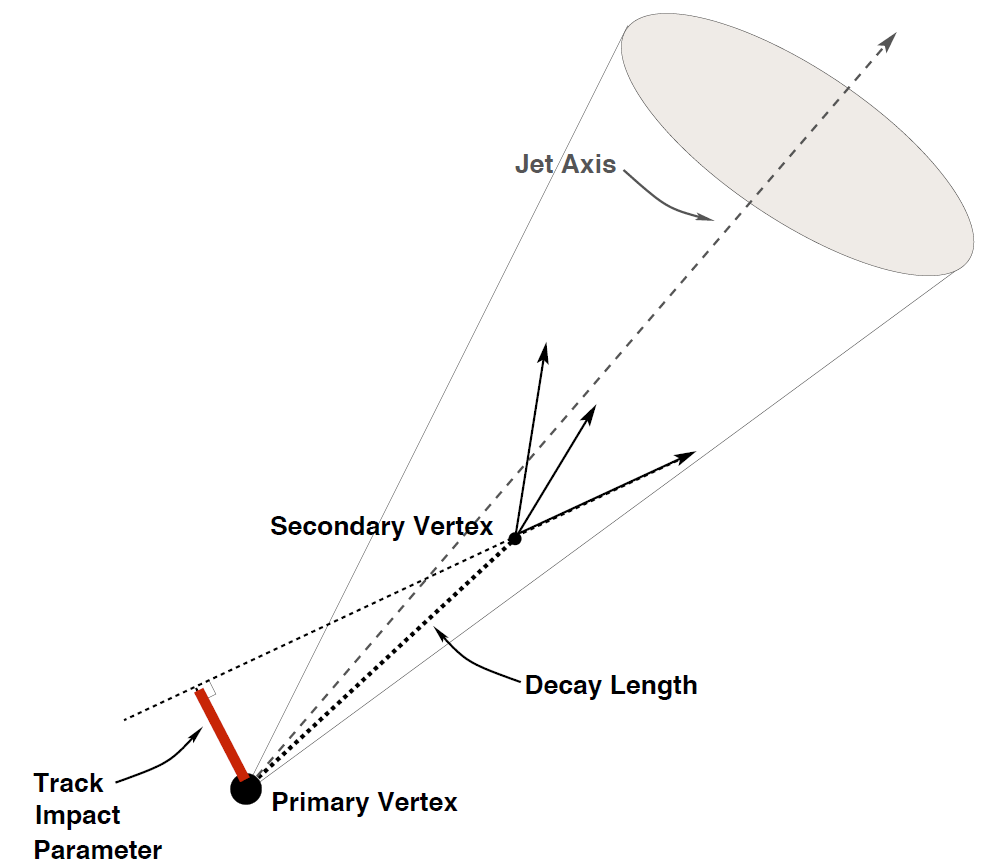 Jet Axis
Secondary Vertex
Decay Length
Track
Impact
Parameter
Primary Vertex